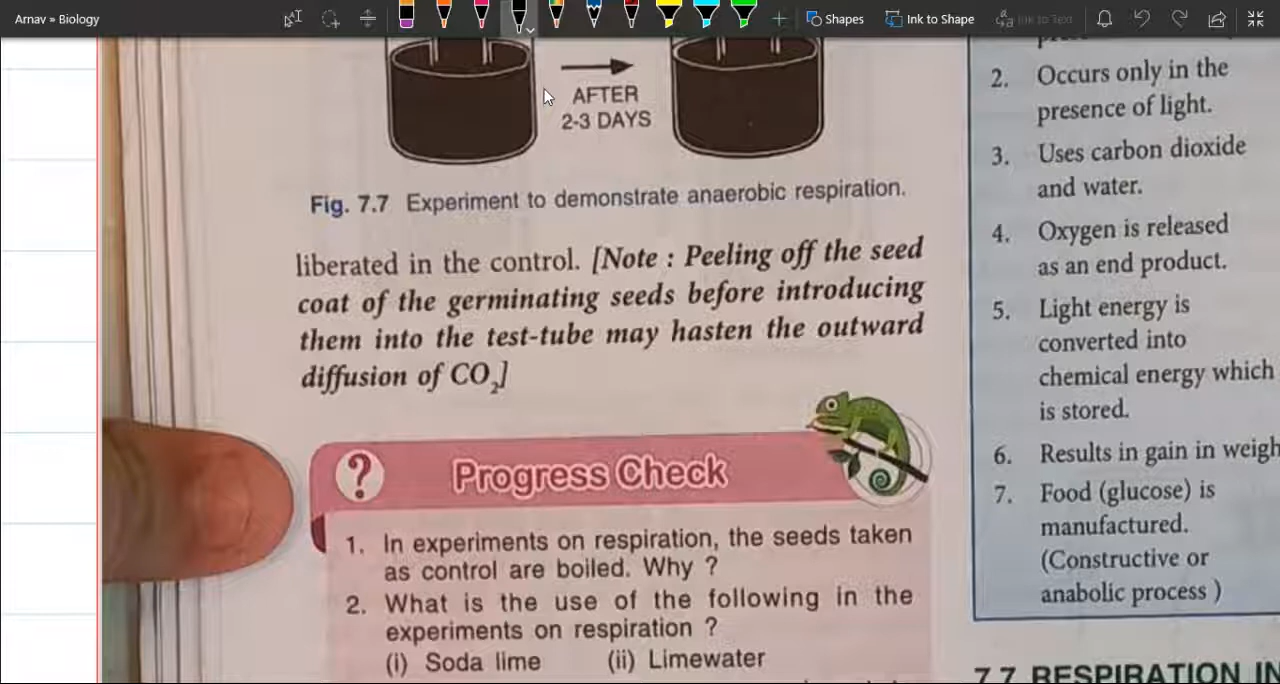 Arnav » Biology
Shapes
Ink to Shape
Ink to Text
AFTER
2-3 DAYS
Fig. 7.7 Experiment to demonstrate anaerobic respiration.
liberated in the control. [Note : Peeling off the seed
coat of the germinating seeds before introducing
them into the test-tube may hasten the outward
diffusion of CO₂]
? Progress Check
1. In experiments on respiration, the seeds taken
as control are boiled. Why ?
2. What is the use of the following in the
experiments on respiration ?
(i) Soda lime (ii) Limewater
2. Occurs only in the
presence of light.
3. Uses carbon dioxide
and water.
4. Oxygen is released
as an end product.
5. Light energy is
converted into
chemical energy which
is stored.
6. Results in gain in weigh
7. Food (glucose) is
manufactured.
(Constructive or
anabolic process )
7.7 RESPIRATION IN